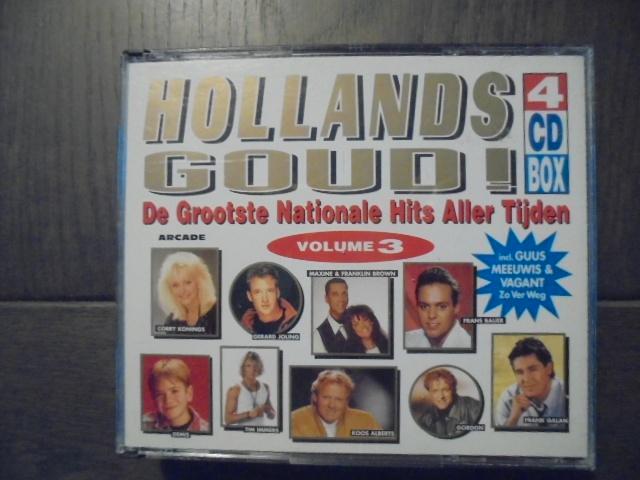 HOLLANDS
GOUD!
4
CD
BOX
De Grootste Nationale Hits Aller Tijden
ARCADE
VOLUME 3
incl. GUUS
MEEUWIS &
VAGANT
Zo Ver Weg
MAXINE & FRANKLIN BROWN
FRANS BAUER
CORRY KONINGS
GERARD JOLING
DENIS
TIM IMMERS
KOOS ALBERTS
GORDON
FRANK GALAN